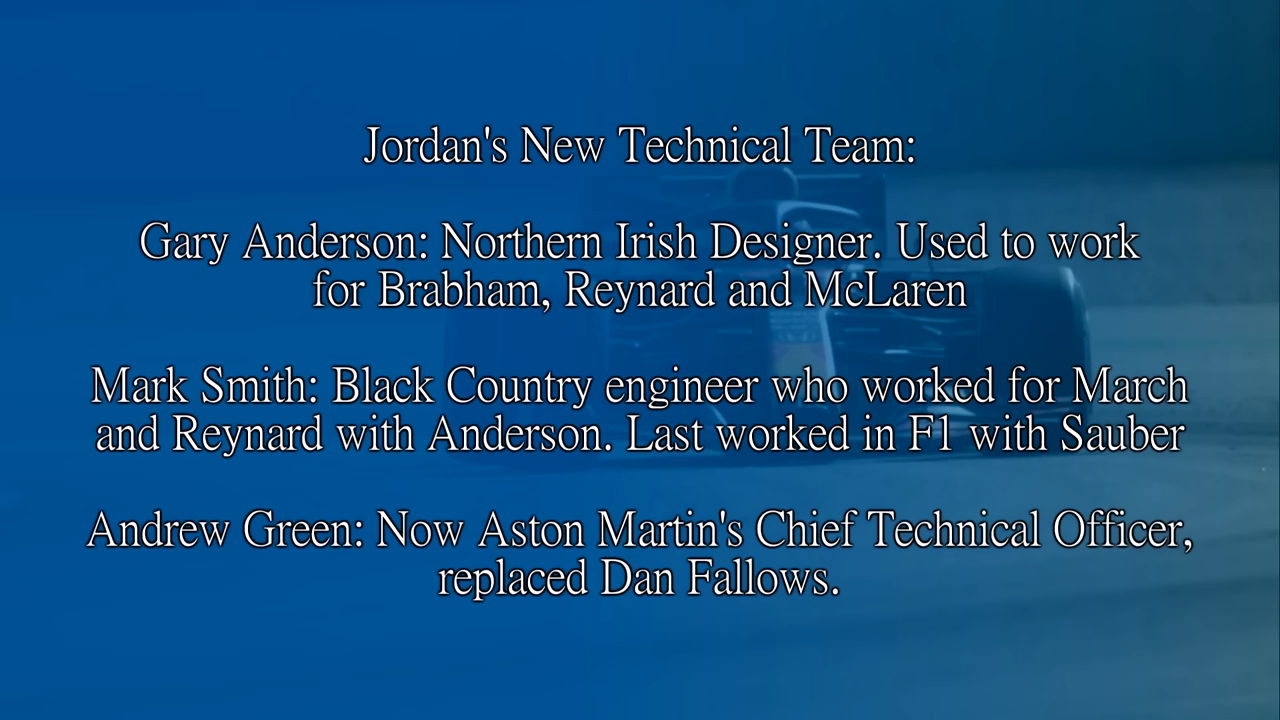 Jordan's New Technical Team:
Gary Anderson: Northern Irish Designer. Used to work
for Brabham, Reynard and McLaren
Mark Smith: Black Country engineer who worked for March
and Reynard with Anderson. Last worked in F1 with Sauber
Andrew Green: Now Aston Martin's Chief Technical Officer,
replaced Dan Fallows.